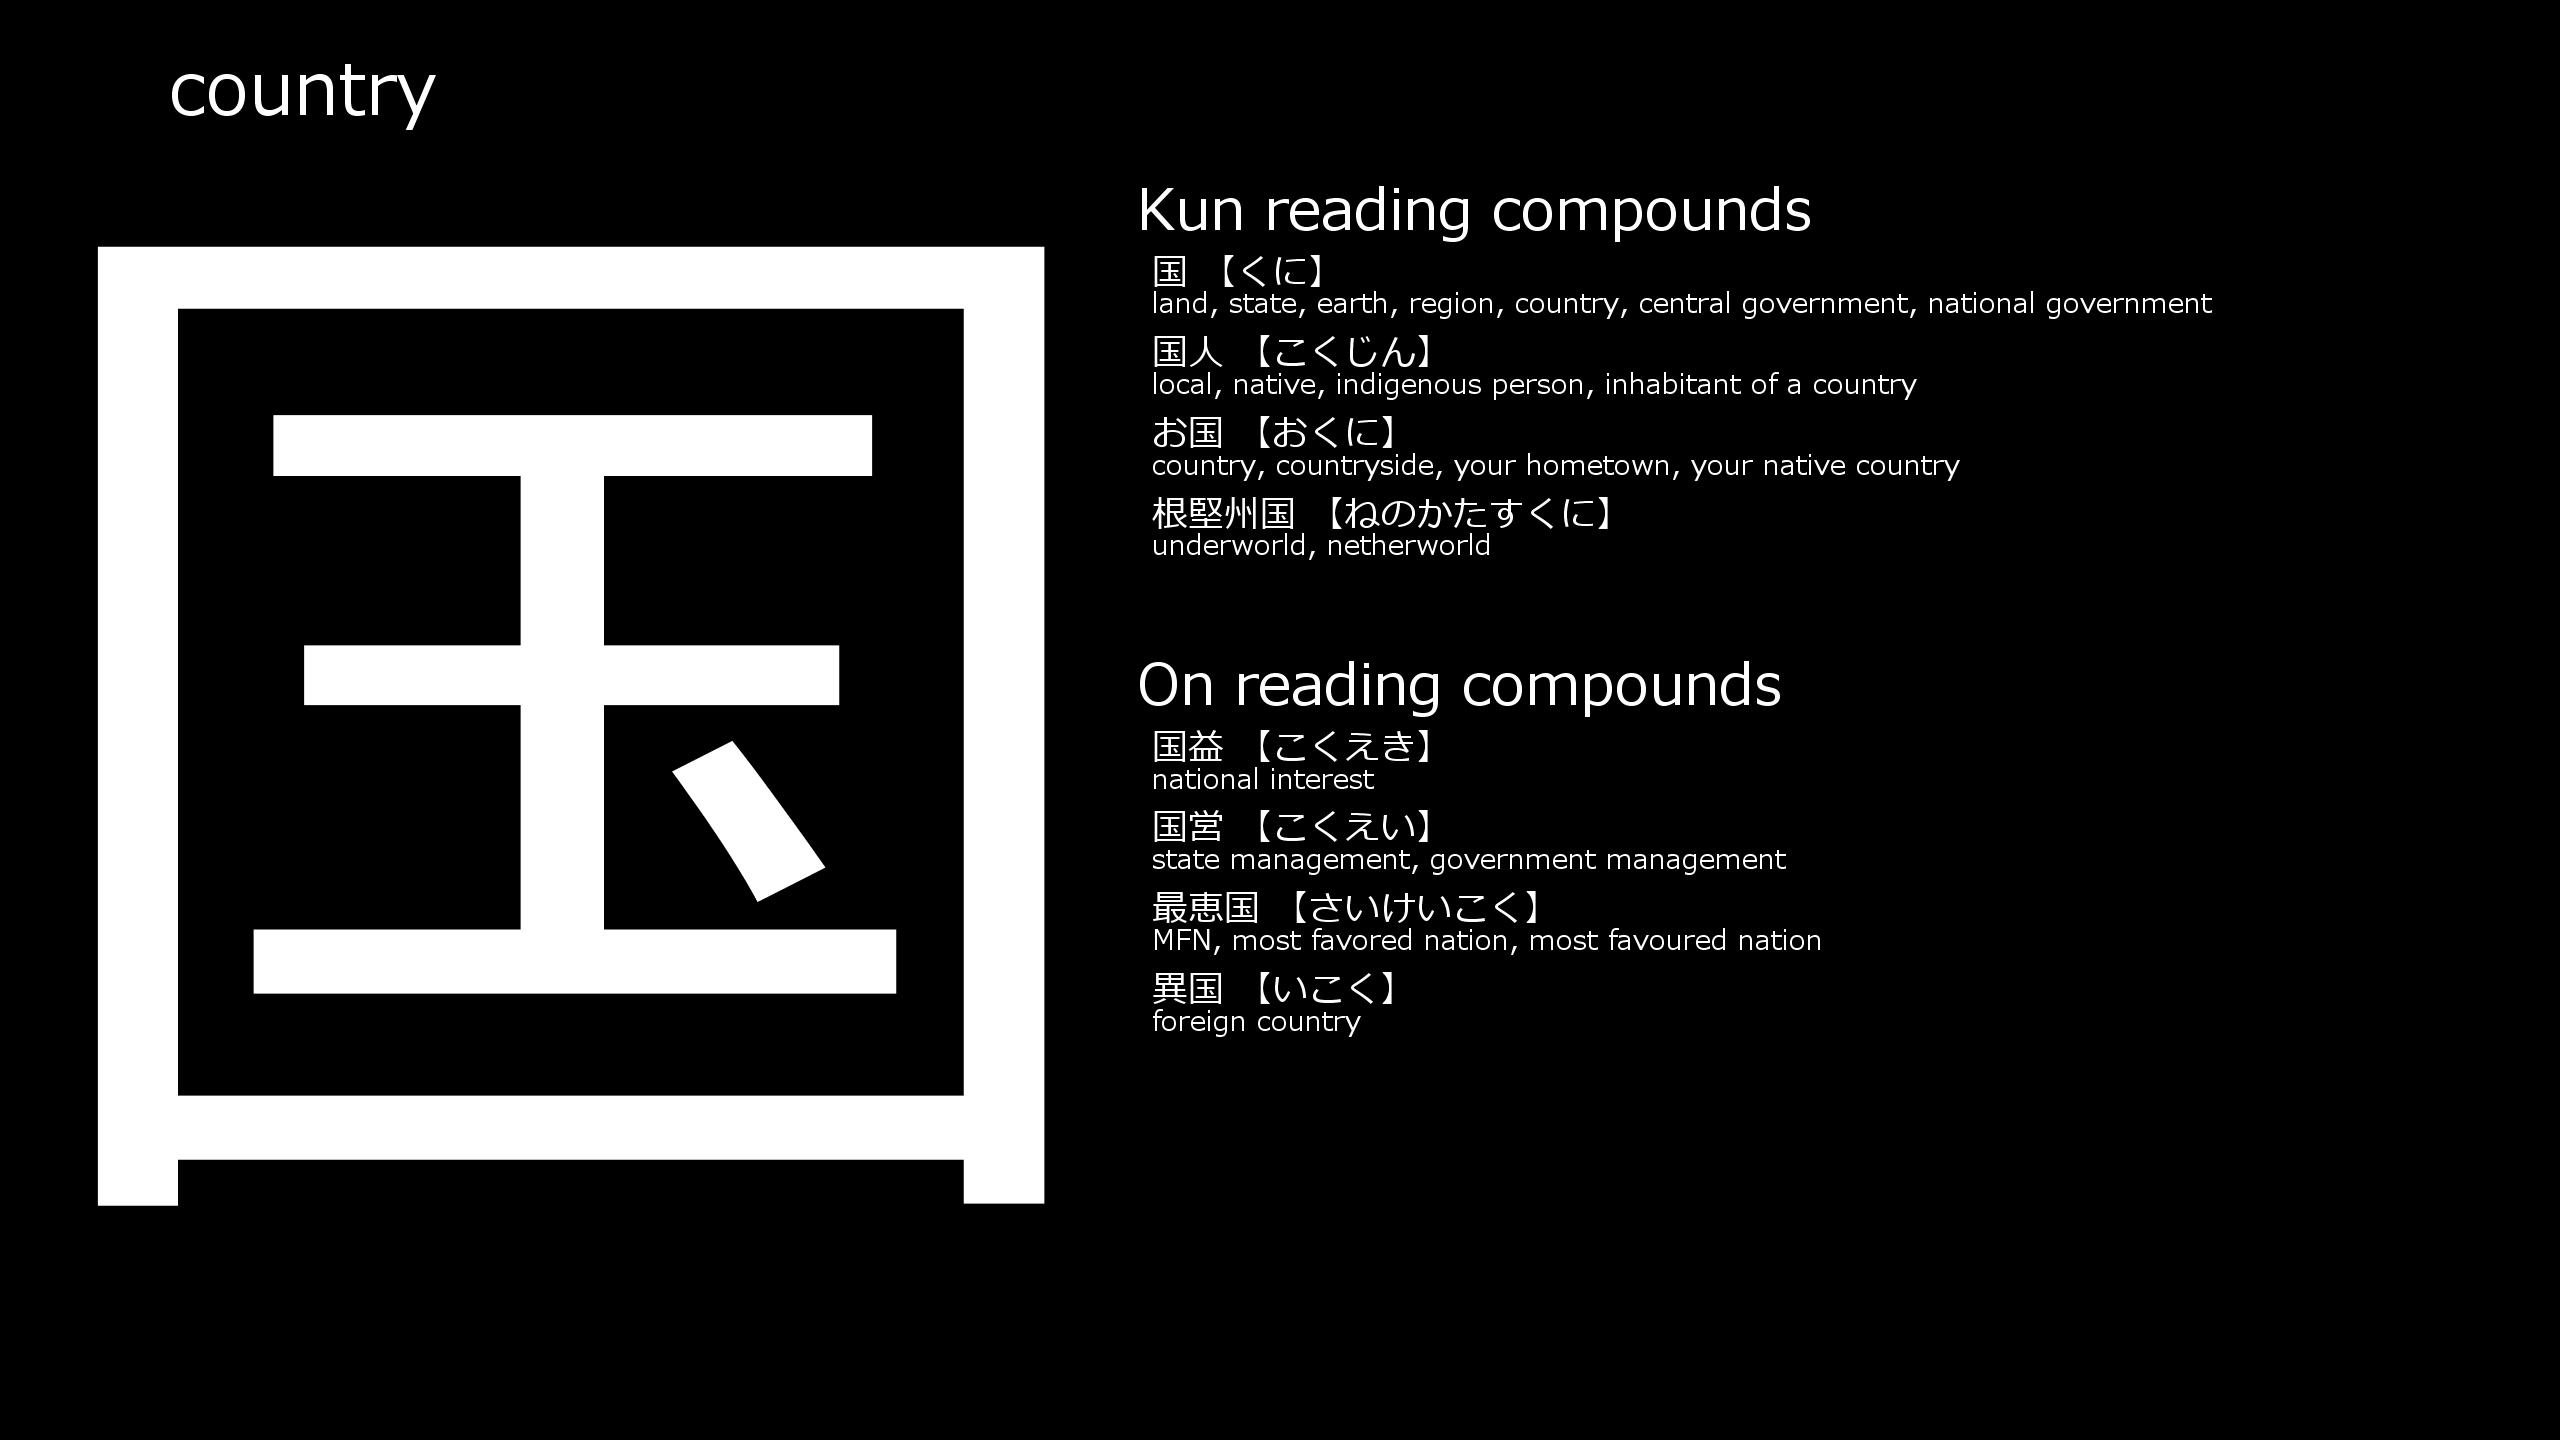 country
国
Kun reading compounds
国 【くに】
land, state, earth, region, country, central government, national government
国人 【こくじん】
local, native, indigenous person, inhabitant of a country
お国 【おくに】
country, countryside, your hometown, your native country
根堅州国 【ねのかたすくに】
underworld, netherworld
On reading compounds
国益 【こくえき】
national interest
国営 【こくえい】
state management, government management
最恵国 【さいけいこく】
MFN, most favored nation, most favoured nation
異国 【いこく】
foreign country